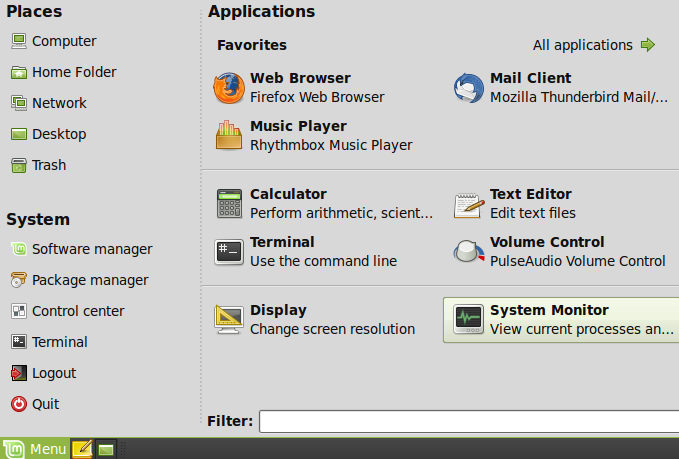 Places
Computer
Home Folder
Network
Desktop
Trash
System
Software manager
Package manager
Control center
Terminal
Logout
Quit
Applications
Favorites
All applications
Web Browser
Firefox Web Browser
Mail Client
Mozilla Thunderbird Mail/...
Music Player
Rhythmbox Music Player
Calculator
Perform arithmetic, scient...
Text Editor
Edit text files
Terminal
Use the command line
Volume Control
PulseAudio Volume Control
Display
Change screen resolution
System Monitor
View current processes an...
Filter:
Menu